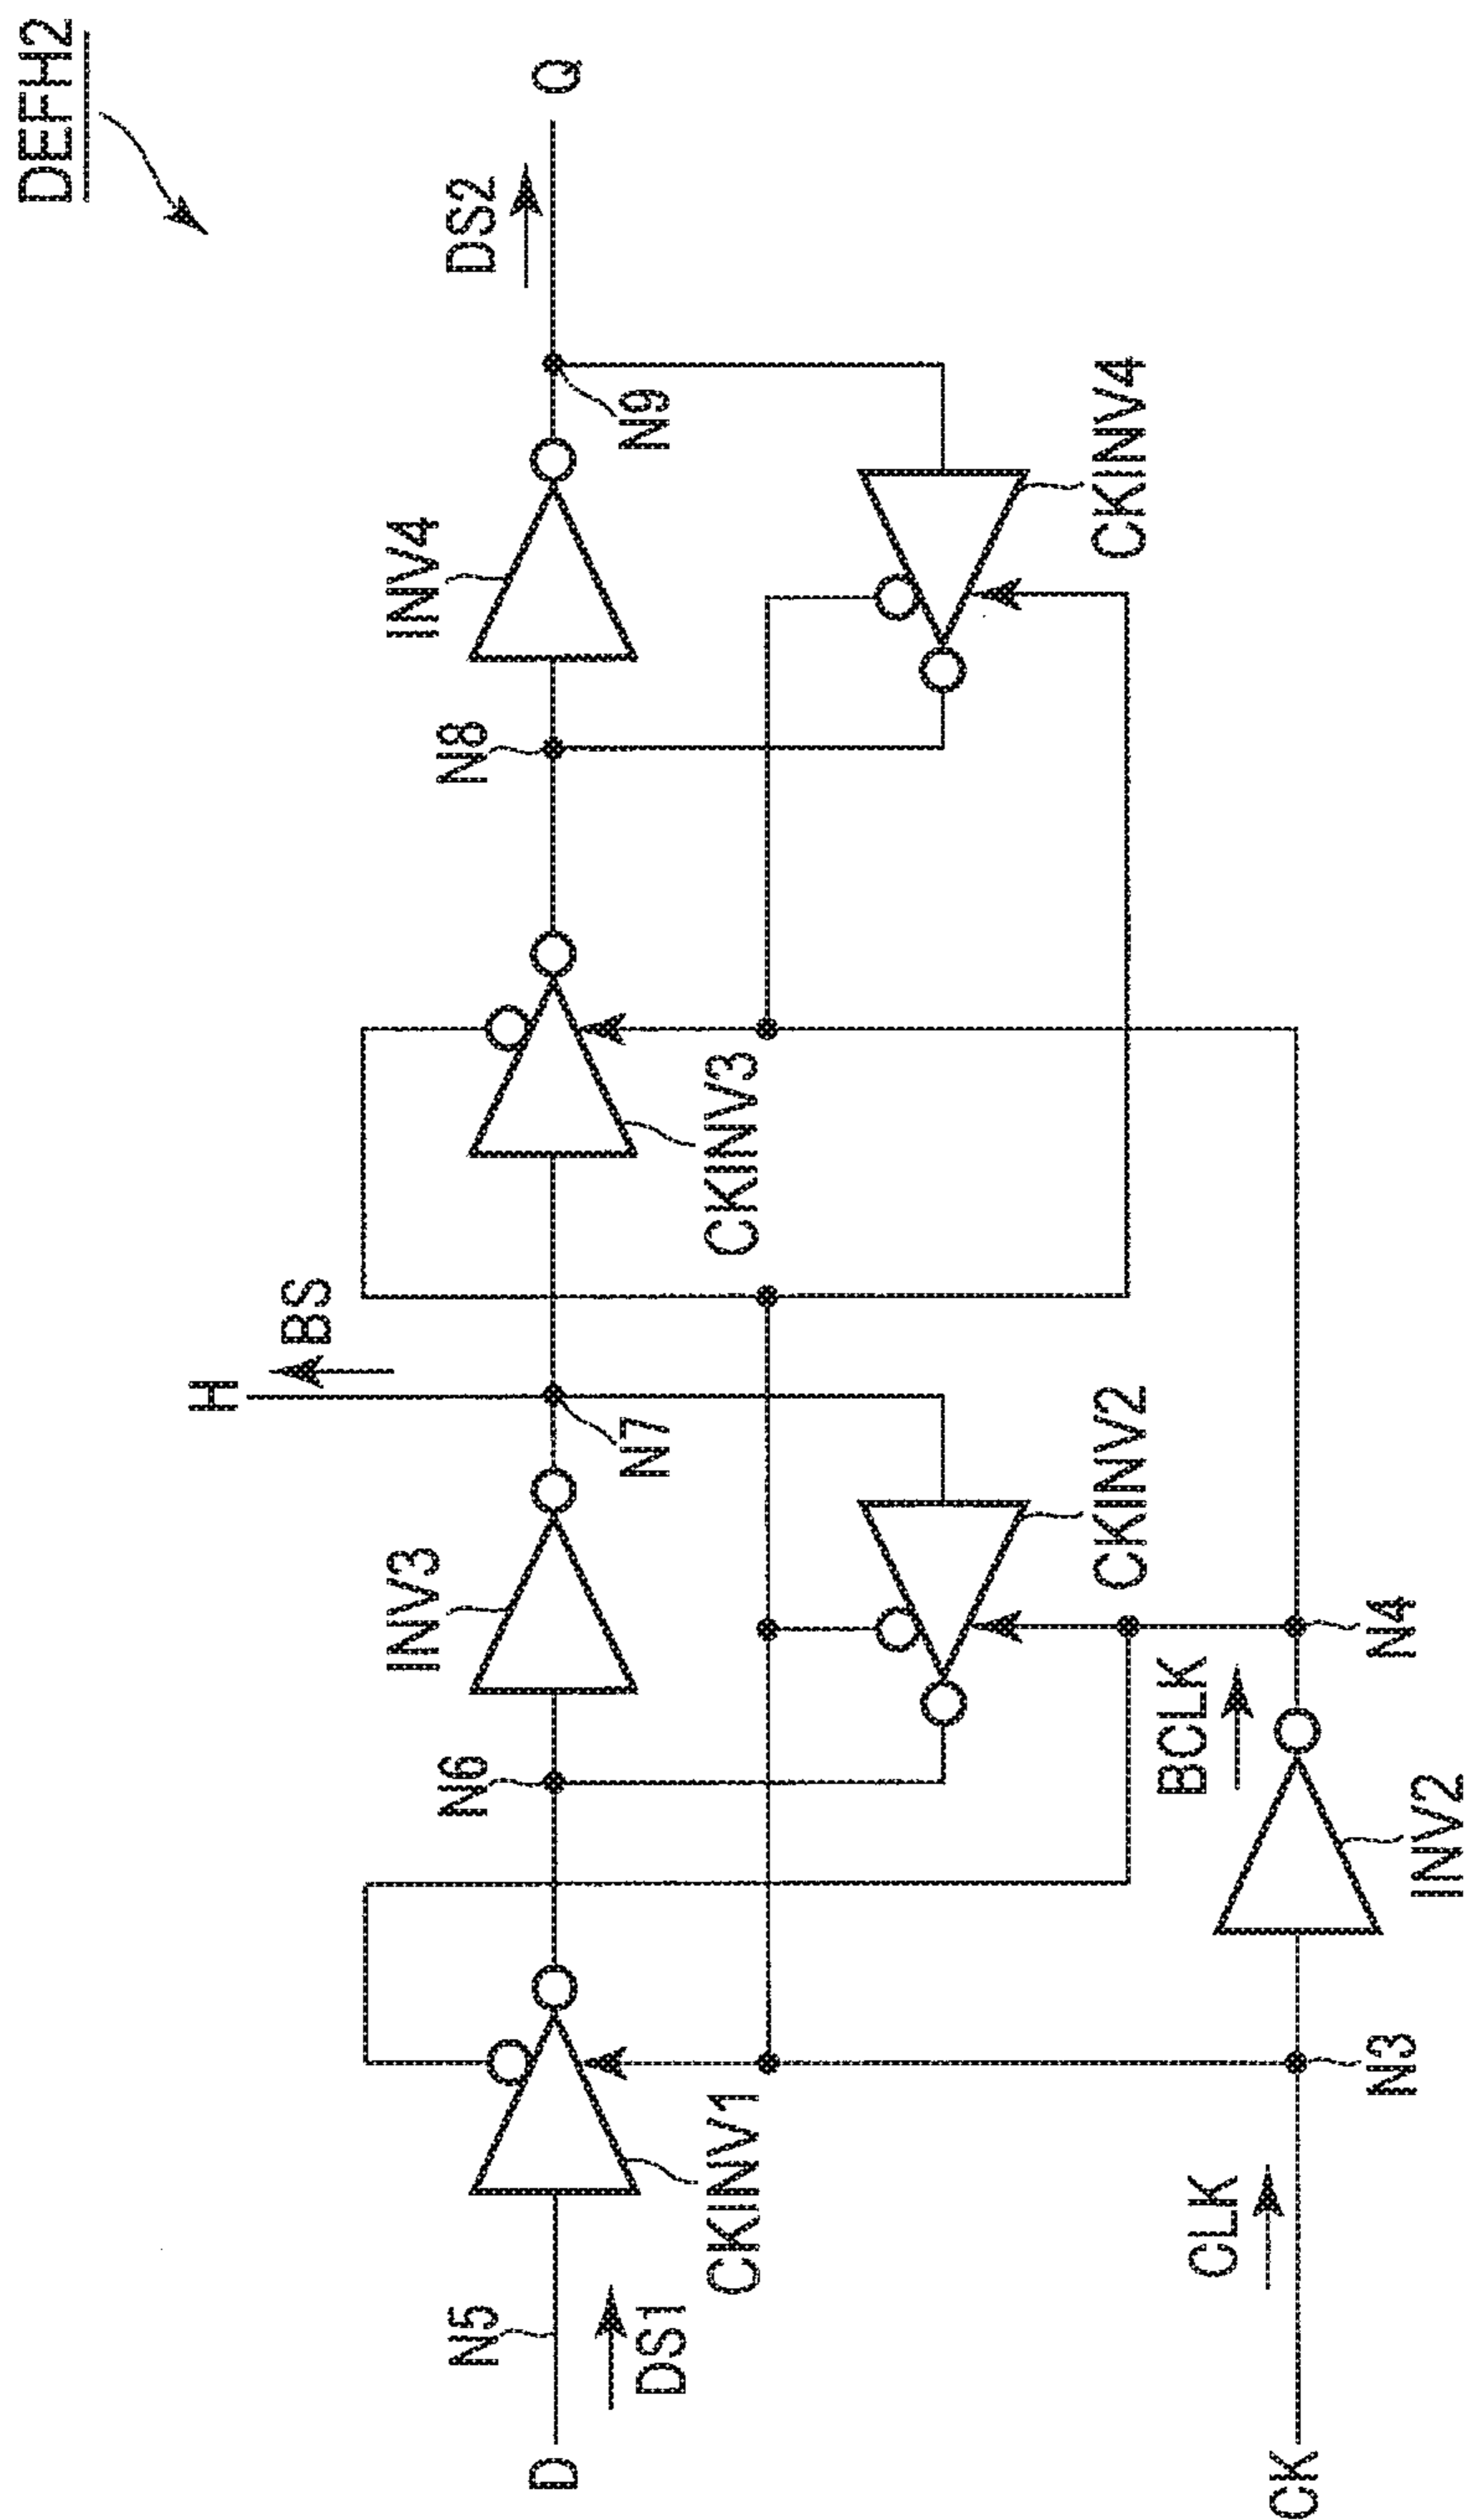 DEFH2
H
BS
INV3
INV4
N5
N6
N8
D
Q
DS1
DS2
CKINV1
N7
CKINV3
N9
CKINV2
CKINV4
CLK
BCLK
CK
N3
INV2
N4